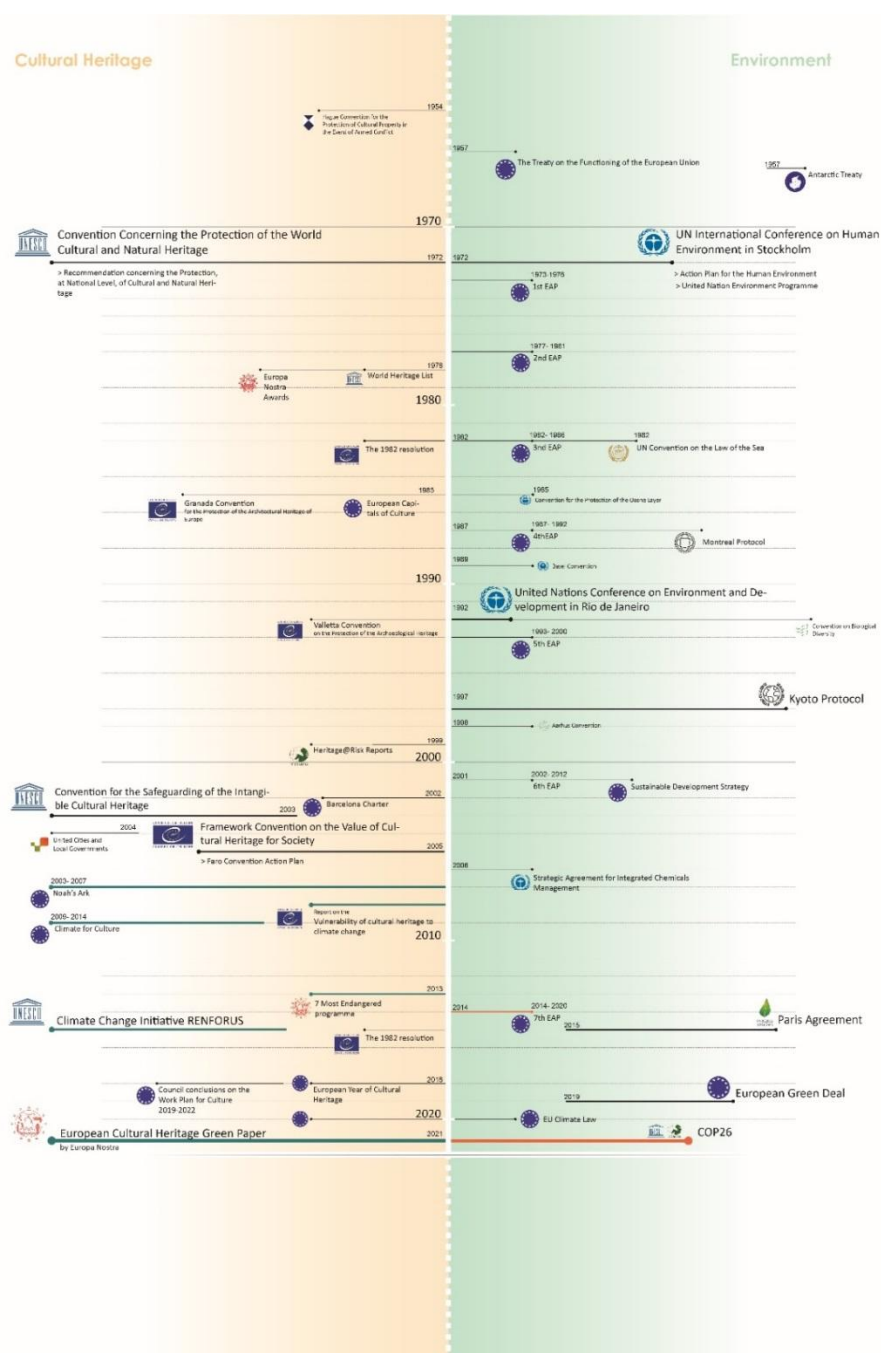 Cultural Heritage
Environment
1954
Hague Convention for the
Protection of Cultural Property in
the Event of Armed Conflict
1957
The Treaty on the Functioning of the European Union
1957
Antarctic Treaty
1970
UNESCO
Convention Concerning the Protection of the World
Cultural and Natural Heritage
1972
> Recommendation concerning the Protection,
at National Level, of Cultural and Natural Heri-
tage
UN International Conference on Human
Environment in Stockholm
1972
> Action Plan for the Human Environment
> United Nation Environment Programme
1973-1976
1st EAP
1977- 1981
2nd EAP
1978
Europa
Nostra
Awards
World Heritage List
1980
The 1982 resolution
1982
1982- 1986
3nd EAP
1982
UN Convention on the Law of the Sea
1985
Granada Convention
for the Protection of the Architectural Heritage of
Europe
European Capi-
tals of Culture
1985
Convention for the Protection of the Ozone Layer
1987
1987- 1992
4thEAP
Montreal Protocol
1989
Convention
1990
United Nations Conference on Environment and De-
velopment in Rio de Janeiro
1992
Valletta Convention
on the Protection of the Archaeological Heritage
Convention on Biological
Diversity
1993- 2000
5th EAP
1997
Kyoto Protocol
1998
Aarhus Convention
1999
Heritage@Risk Reports
2000
2001
2002- 2012
6th EAP
Sustainable Development Strategy
UNESCO
Convention for the Safeguarding of the Intangi-
ble Cultural Heritage
2003
2002
Barcelona Charter
2004
United Cities and
Local Governments
Framework Convention on the Value of Cul-
tural Heritage for Society
2005
> Faro Convention Action Plan
2006
Strategic Agreement for Integrated Chemicals
Management
2003- 2007
Noah's Ark
2009- 2014
Climate for Culture
Report on the
Vulnerability of cultural heritage to
climate change
2010
2013
7 Most Endangered
programme
UNESCO
Climate Change Initiative RENFORUS
The 1982 resolution
2014
2014- 2020
7th EAP
2015
Paris Agreement
2018
Council conclusions on the
Work Plan for Culture
2019-2022
European Year of Cultural
Heritage
2019
European Green Deal
2020
EU Climate Law
European Cultural Heritage Green Paper
2021
by Europa Nostra
COP26